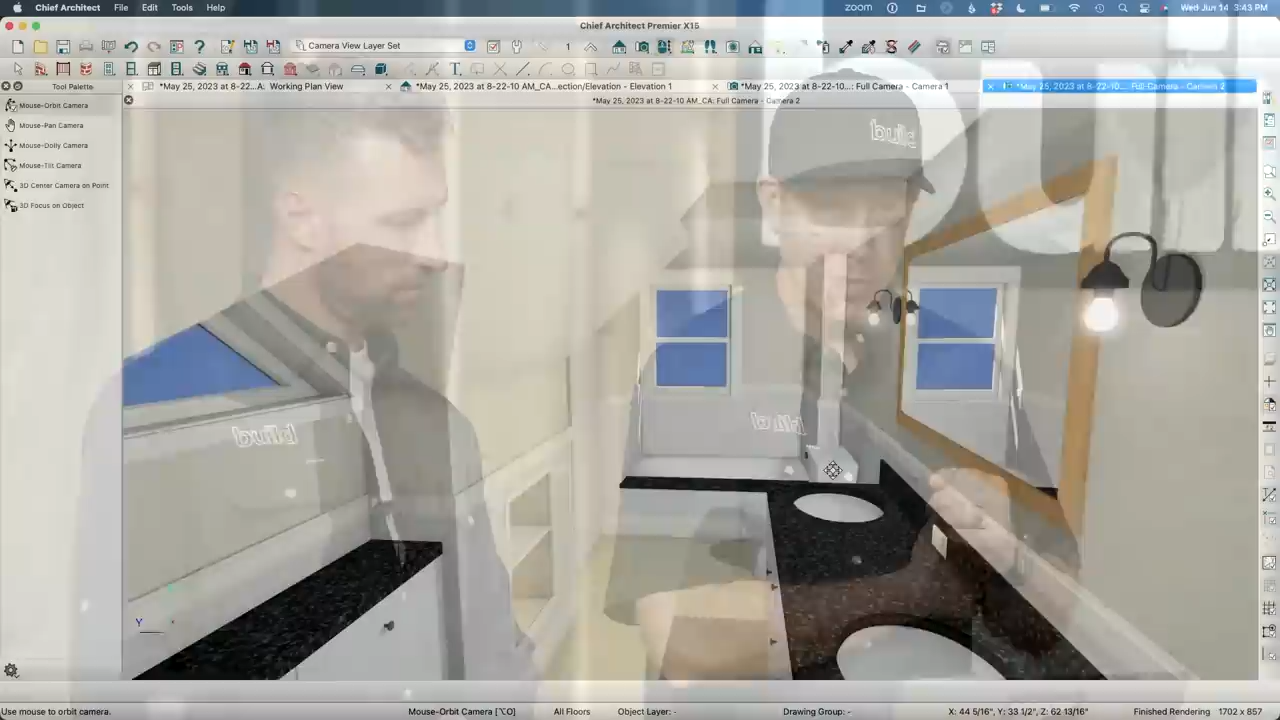 Chief Architect
File
Edit
Tools
Help
zoom
Wed Jun 14 3:43 PM
Chief Architect Premier X15
Camera View Layer Set
1
Tool Palette
*May 25, 2023 at 8-22...A: Working Plan View
*May 25, 2023 at 8-22-10 AM_CA...ection/Elevation - Elevation 1
*May 25, 2023 at 8-22-10...: Full Camera - Camera 1
*May 25, 2023 at 8-22-10... Full Camera - Camera 2
*May 25, 2023 at 8-22-10 AM_CA: Full Camera - Camera 2
Mouse-Orbit Camera
Mouse-Pan Camera
Mouse-Dolly Camera
Mouse-Tilt Camera
3D Center Camera on Point
3D Focus on Object
build
build
build
Y
Use mouse to orbit camera.
Mouse-Orbit Camera [⌥O]
All Floors
Object Layer: -
Drawing Group: -
X: 44 5/16", Y: 33 1/2", Z: 62 13/16"
Finished Rendering
1702 x 857